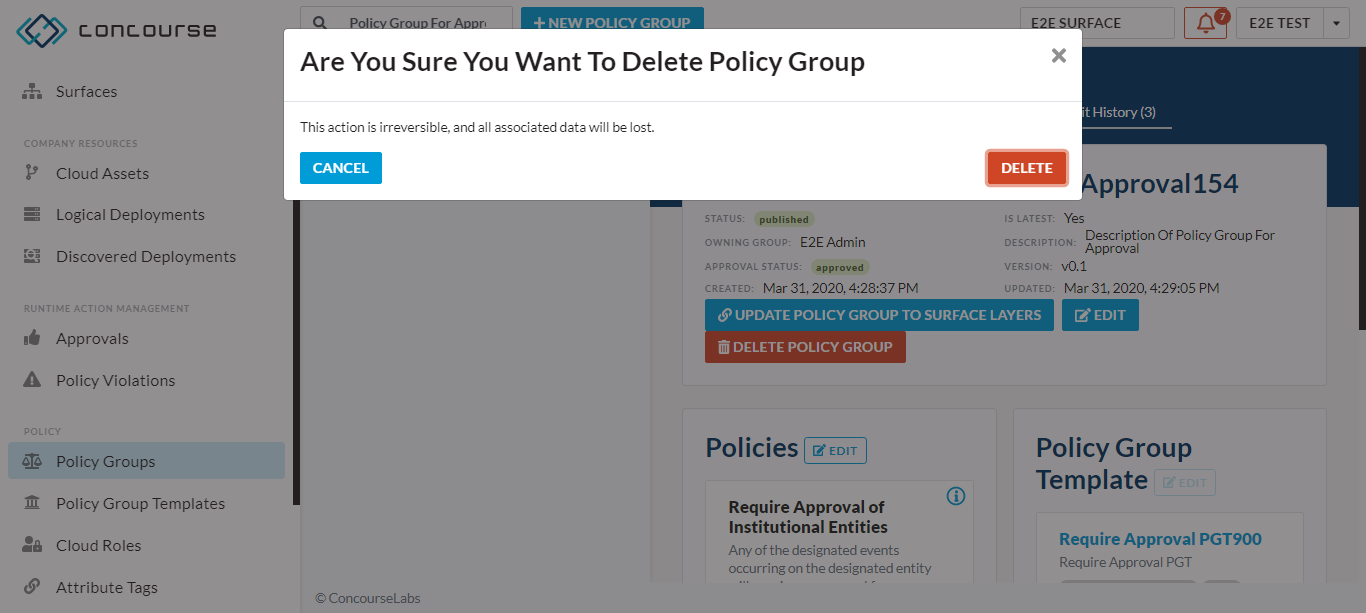 concourse
Policy Group For Appr
+ NEW POLICY GROUP
E2E SURFACE
7
E2E TEST
Are You Sure You Want To Delete Policy Group
×
This action is irreversible, and all associated data will be lost.
CANCEL
DELETE
Surfaces
COMPANY RESOURCES
Cloud Assets
Logical Deployments
Discovered Deployments
RUNTIME ACTION MANAGEMENT
Approvals
Policy Violations
POLICY
Policy Groups
Policy Group Templates
Cloud Roles
Attribute Tags
it History (3)
Approval154
STATUS: published
IS LATEST: Yes
OWNING GROUP: E2E Admin
DESCRIPTION: Description Of Policy Group For
Approval
APPROVAL STATUS: approved
VERSION: v0.1
CREATED: Mar 31, 2020, 4:28:37 PM
UPDATED: Mar 31, 2020, 4:29:05 PM
UPDATE POLICY GROUP TO SURFACE LAYERS
EDIT
DELETE POLICY GROUP
Policies
EDIT
Require Approval of
Institutional Entities
Any of the designated events
occurring on the designated entity
Policy Group
Template
EDIT
Require Approval PGT900
Require Approval PGT
© ConcourseLabs